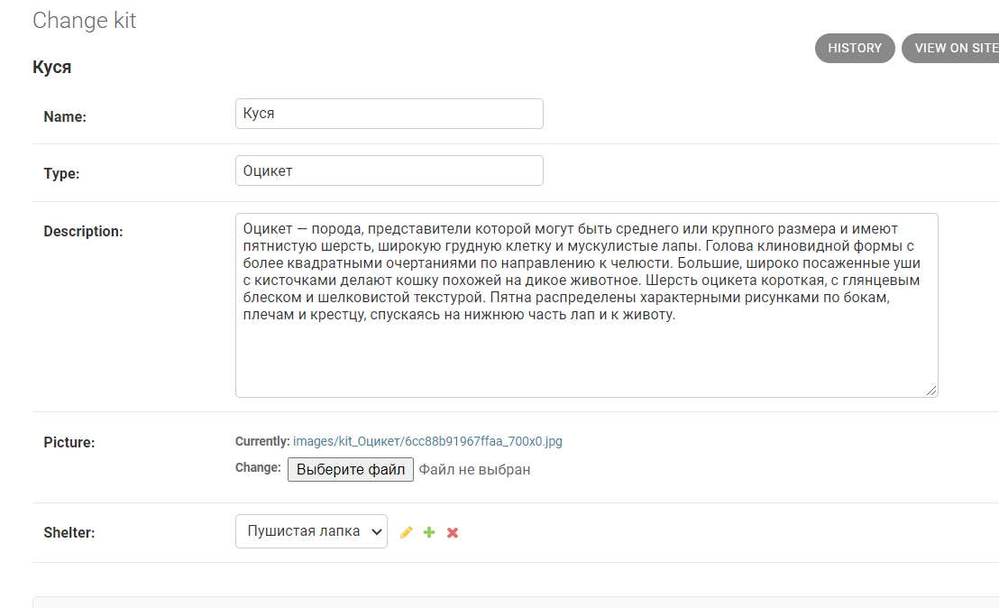 Change kit
HISTORY
VIEW ON SITE
Куся
Name:
Куся
Type:
Оцикет
Description:
Оцикет — порода, представители которой могут быть среднего или крупного размера и имеют
пятнистую шерсть, широкую грудную клетку и мускулистые лапы. Голова клиновидной формы с
более квадратными очертаниями по направлению к челюсти. Большие, широко посаженные уши
с кисточками делают кошку похожей на дикое животное. Шерсть оцикета короткая, с глянцевым
блеском и шелковистой текстурой. Пятна распределены характерными рисунками по бокам,
плечам и крестцу, спускаясь на нижнюю часть лап и к животу.
Picture:
Currently: images/kit_Оцикет/6cc88b91967ffaa_700x0.jpg
Change: Выберите файл Файл не выбран
Shelter:
Пушистая лапка